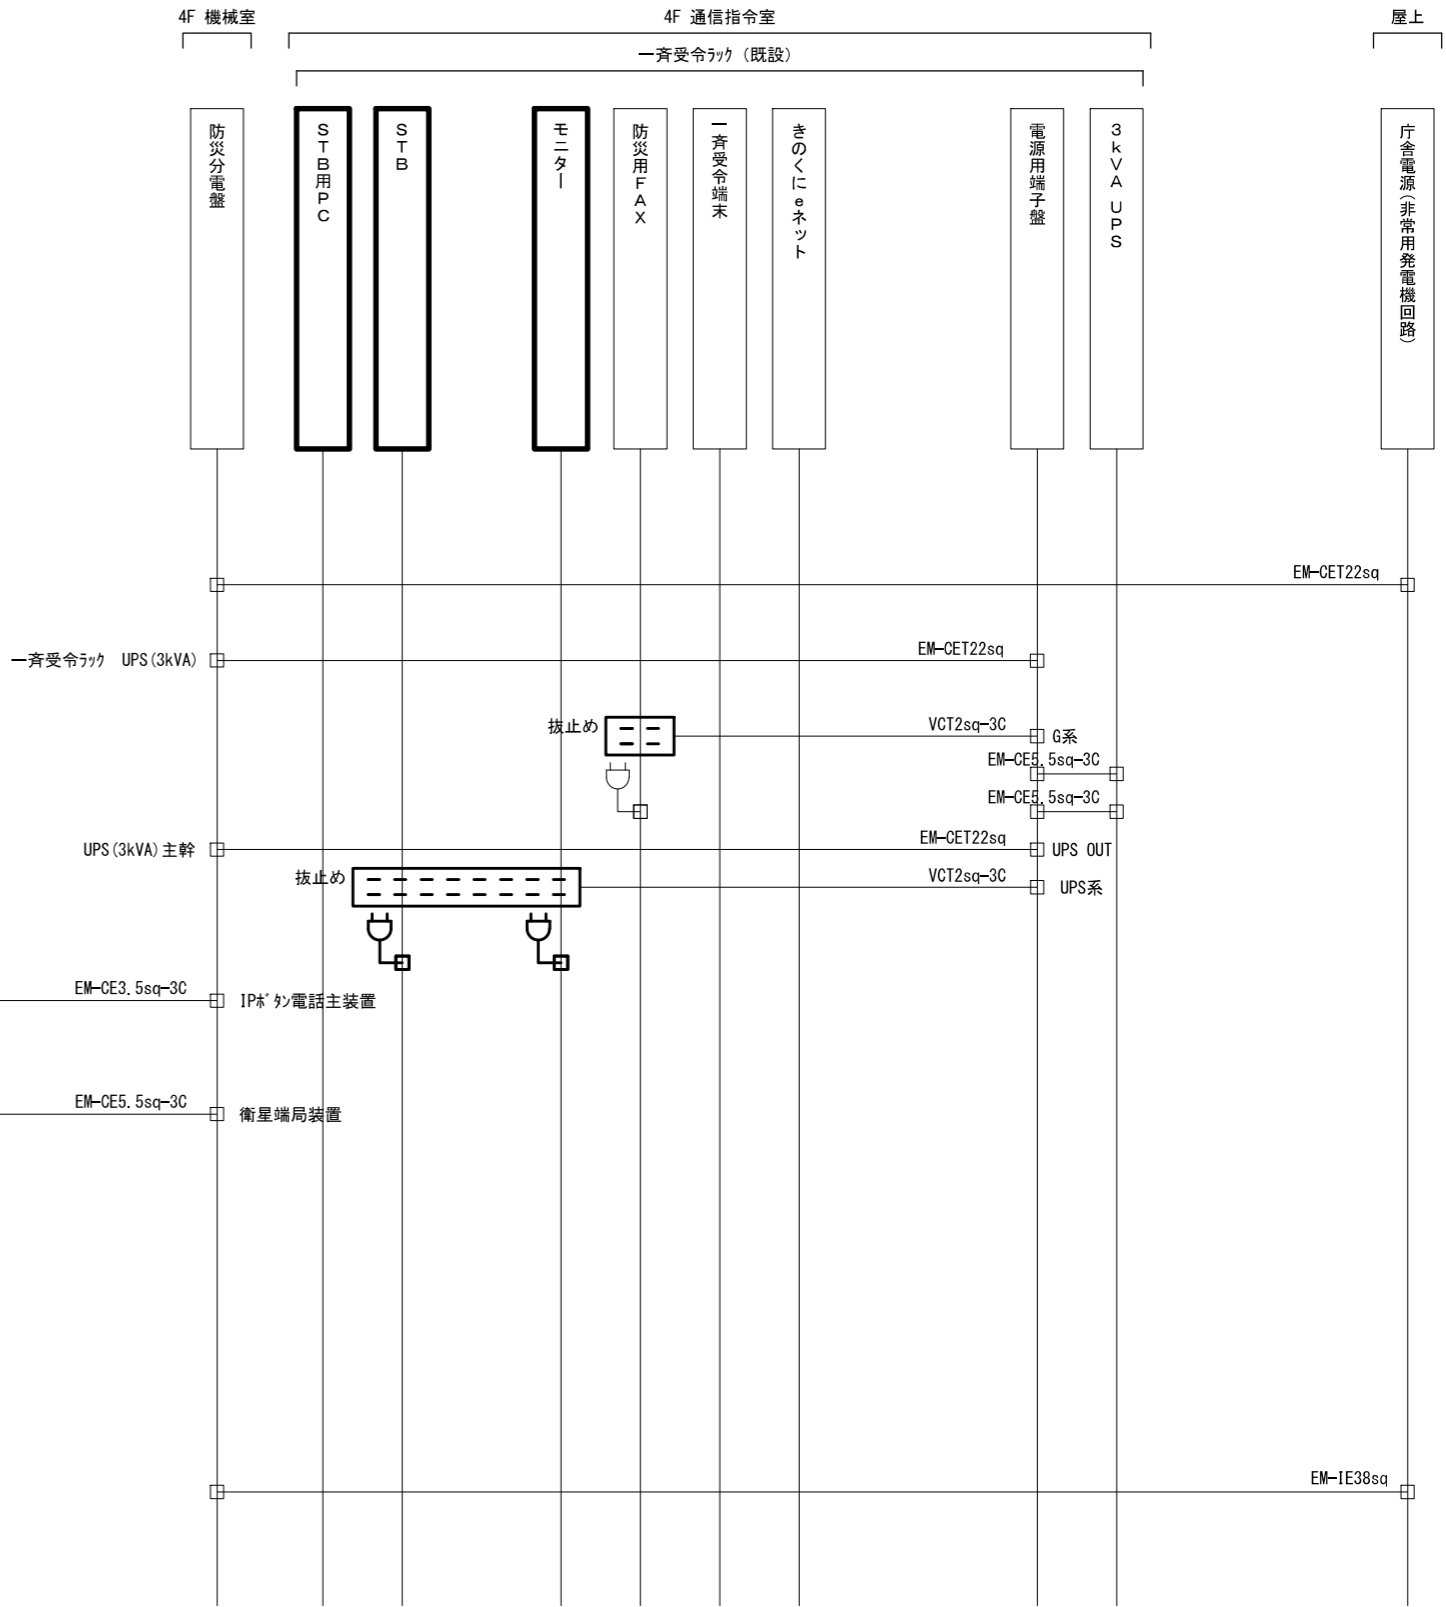 4F 機械室
4F 通信指令室
屋上
一斉受令ﾗｯｸ (既設)
防災分電盤
STB用PC
STB
モニター
防災用FAX
一斉受令端末
きのくにeネット
電源用端子盤
3kVA UPS
庁舎電源(非常用発電機回路)
EM-CET22sq
一斉受令ﾗｯｸ UPS(3kVA)
EM-CET22sq
抜止め
VCT2sq-3C
G系
EM-CE5.5sq-3C
EM-CE5.5sq-3C
UPS(3kVA)主幹
EM-CET22sq
UPS OUT
抜止め
VCT2sq-3C
UPS系
EM-CE3.5sq-3C
IPﾎﾞﾀﾝ電話主装置
EM-CE5.5sq-3C
衛星端局装置
EM-IE38sq